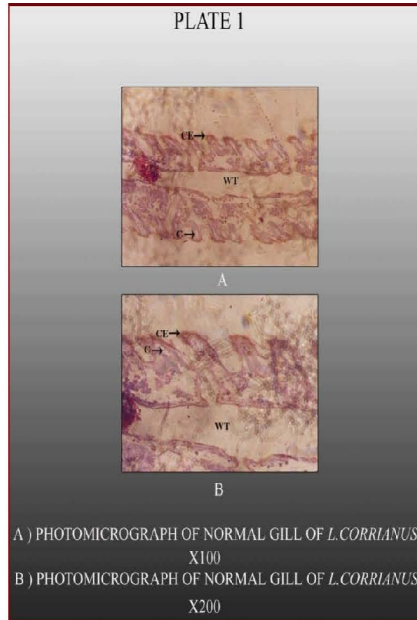 PLATE 1
CE→
WT
C→
A
CE→
C→
WT
B
A ) PHOTOMICROGRAPH OF NORMAL GILL OF L.CORRIANUS
X100
B ) PHOTOMICROGRAPH OF NORMAL GILL OF L.CORRIANUS
X200